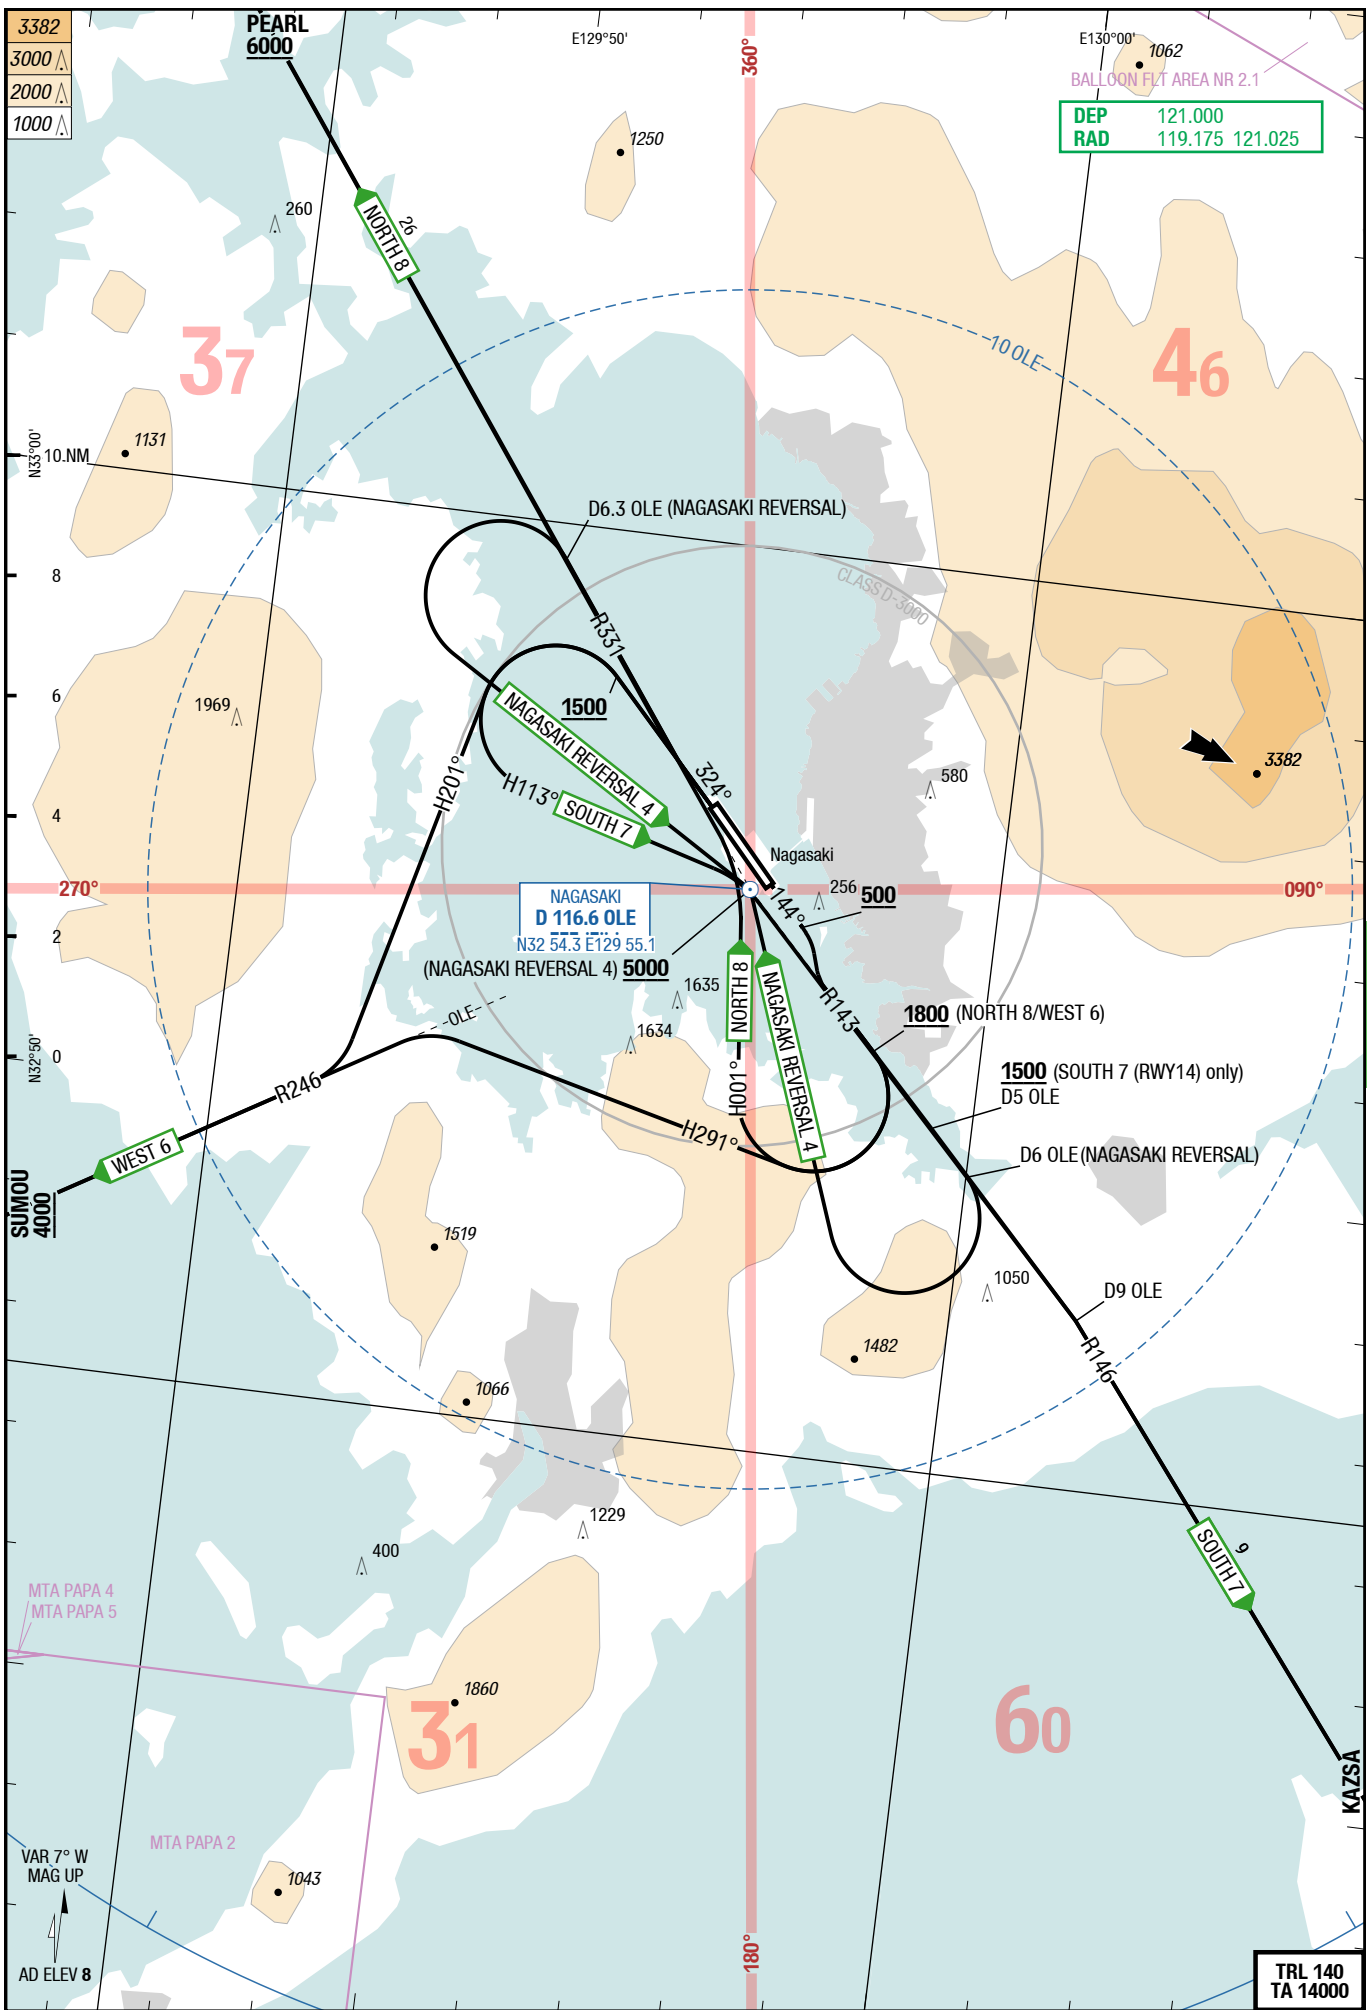 3382
3000
2000
1000
PEARL
6000
E129°50'
360°
E130°00'
1062
BALLOON FLT AREA NR 2.1
DEP 121.000
RAD 119.175 121.025
1250
260
26
NORTH 8
37
10 OLE
46
1131
N33°00'
10.NM
D6.3 OLE (NAGASAKI REVERSAL)
8
CLASS D-3000
R331
6
1969
1500
NAGASAKI REVERSAL 4
324°
H201°
H113°
SOUTH 7
580
3382
4
Nagasaki
270°
090°
256
500
144°
NAGASAKI
D 116.6 OLE
N32 54.3 E129 55.1
2
(NAGASAKI REVERSAL 4) 5000
1635
NORTH 8
NAGASAKI REVERSAL 4
R143
1800 (NORTH 8/WEST 6)
OLE
1634
N32°50'
0
R246
H001°
1500 (SOUTH 7 (RWY14) only)
D5 OLE
H291°
WEST 6
D6 OLE (NAGASAKI REVERSAL)
SUMOU
4000
1519
1050
D9 OLE
1482
R146
1066
1229
400
9
SOUTH 7
MTA PAPA 4
MTA PAPA 5
1860
31
60
KAZSA
MTA PAPA 2
VAR 7° W
MAG UP
1043
180°
AD ELEV 8
TRL 140
TA 14000